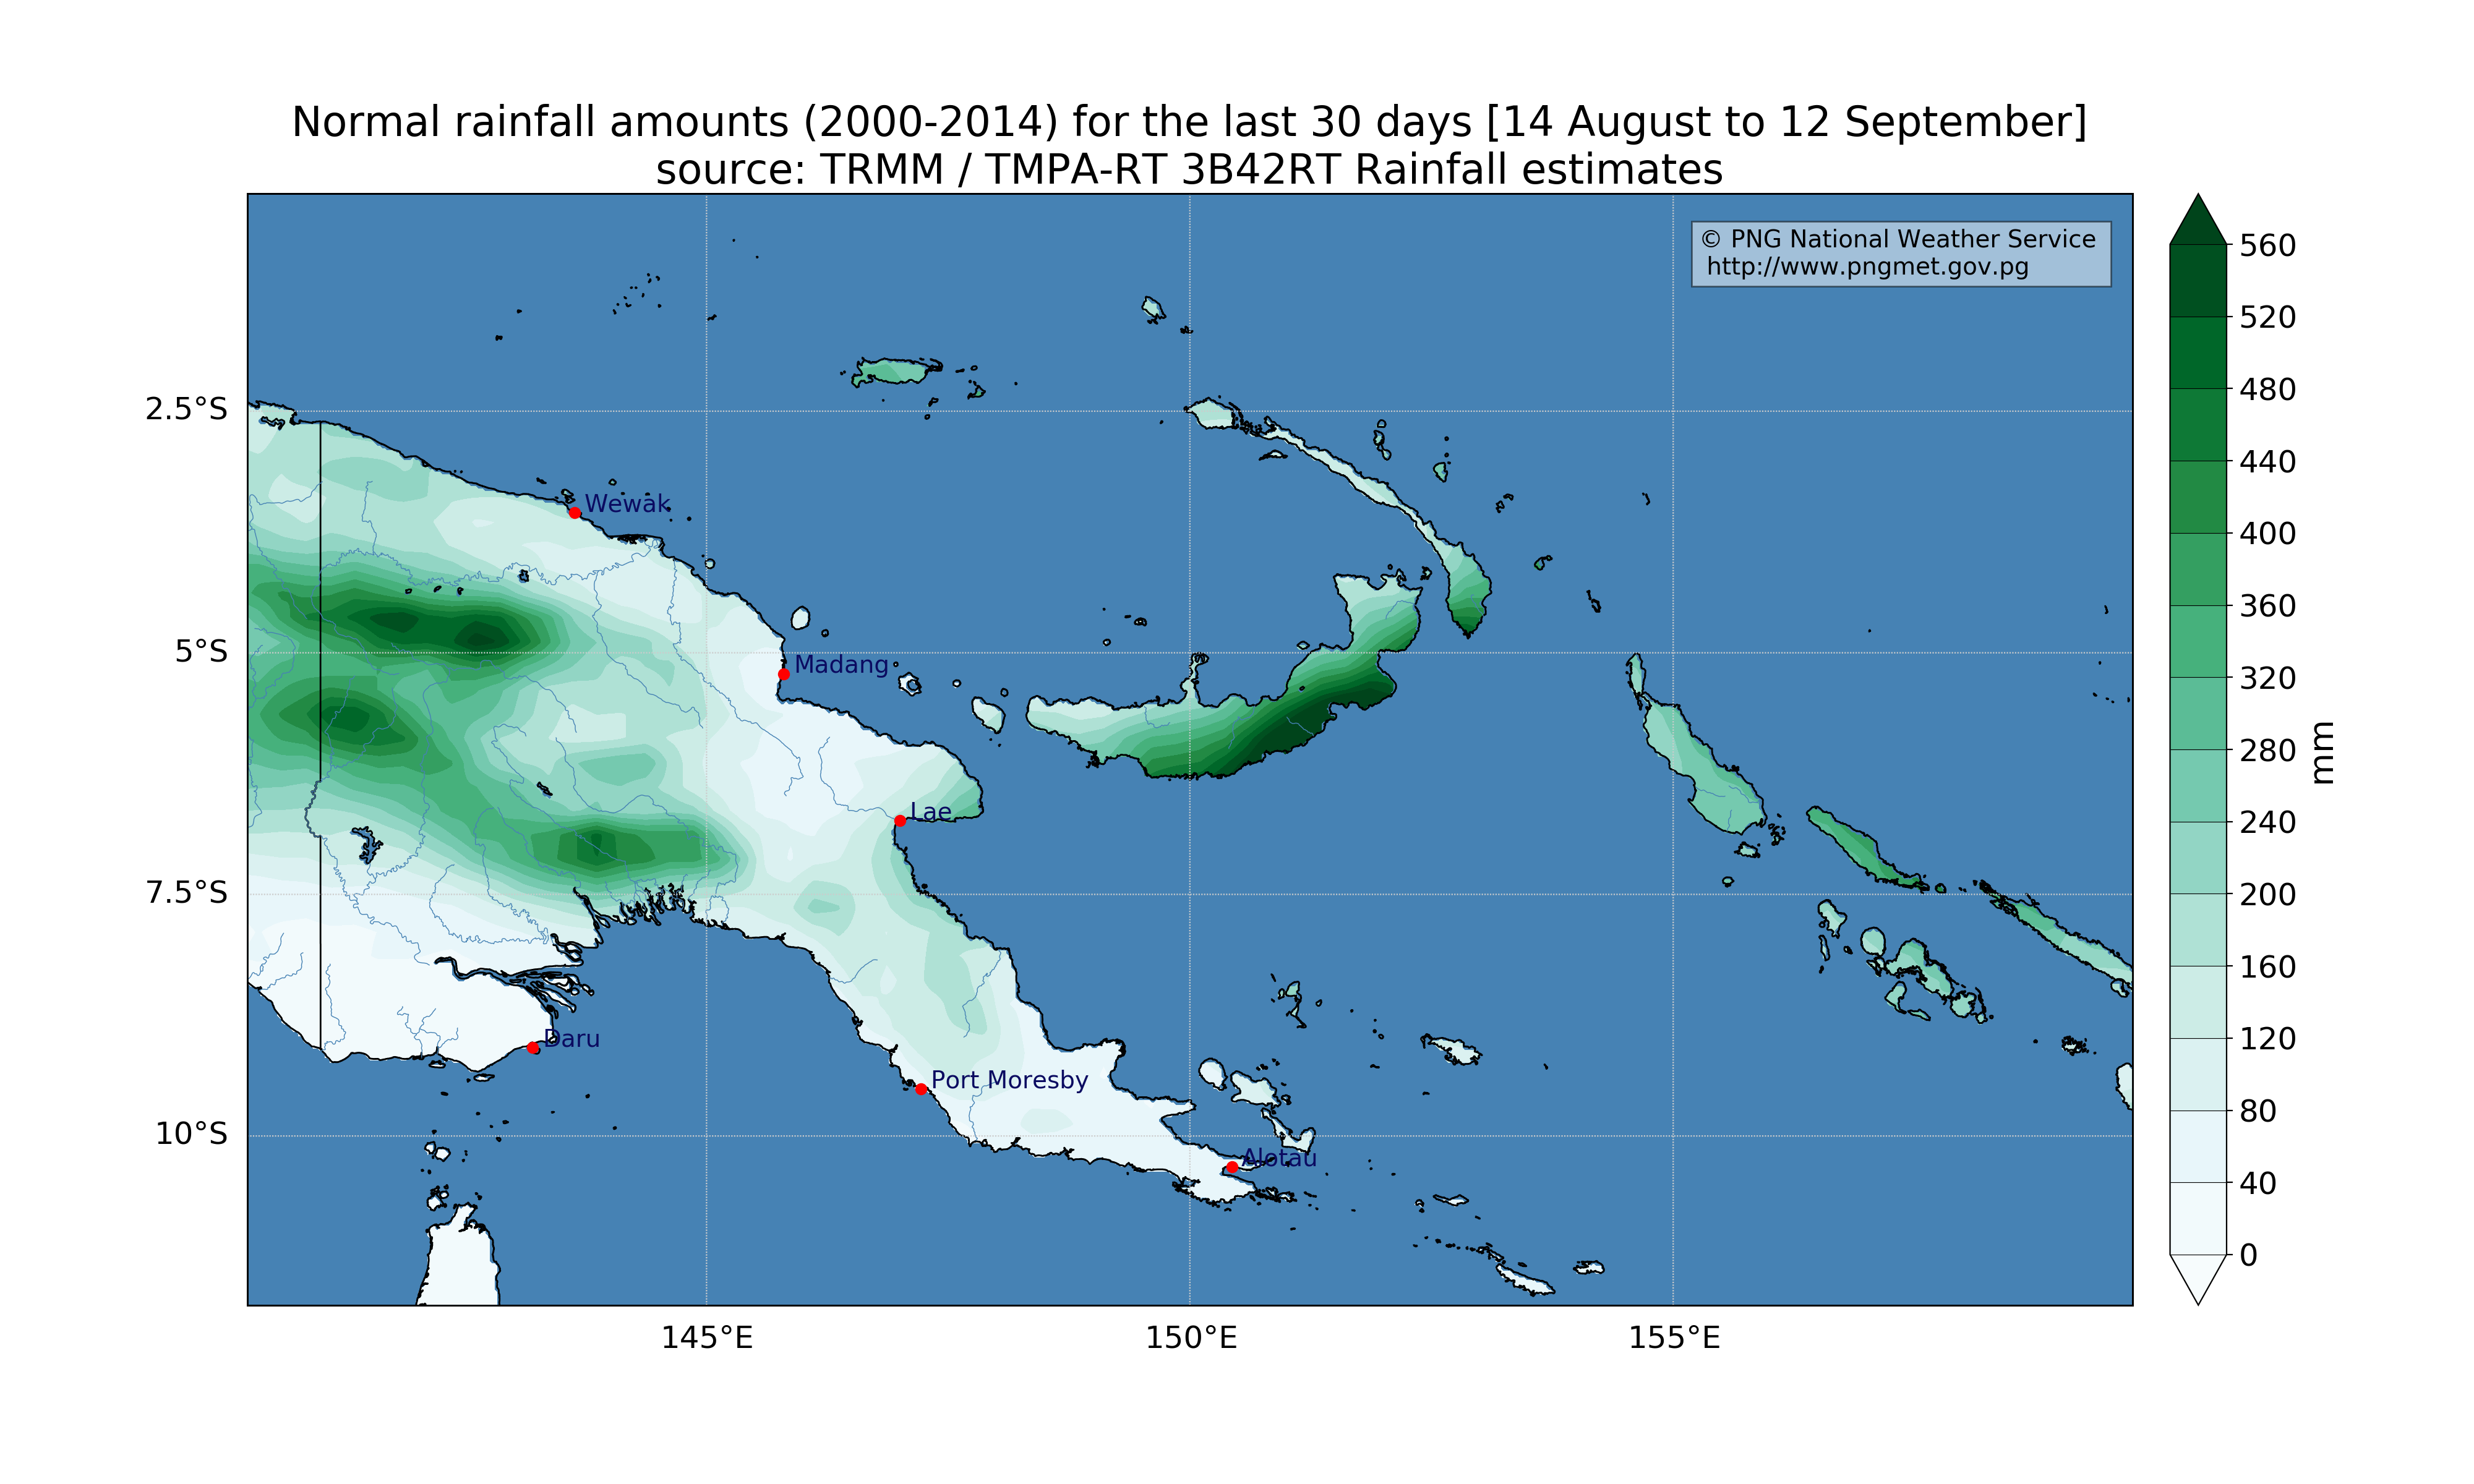 Normal rainfall amounts (2000-2014) for the last 30 days [14 August to 12 September]
source: TRMM / TMPA-RT 3B42RT Rainfall estimates
© PNG National Weather Service
http://www.pngmet.gov.pg
2.5°S
5°S
7.5°S
10°S
145°E
150°E
155°E
Wewak
Madang
Lae
Daru
Port Moresby
Alotau
560
520
480
440
400
360
320
280
240
200
160
120
80
40
0
mm